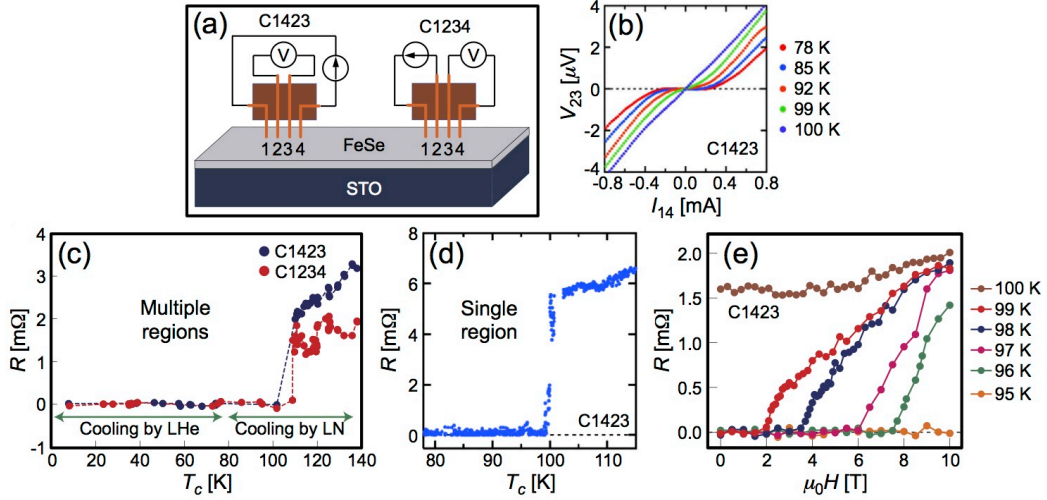 (a)
C1423
C1234
V
V
1234
FeSe
1234
STO
(b)
4
2
0
-2
-4
V23 [µV]
-0.8
-0.4
0.0
0.4
0.8
I14 [mA]
C1423
78 K
85 K
92 K
99 K
100 K
(c)
4
3
2
1
0
-1
R [mΩ]
C1423
C1234
Multiple
regions
Cooling by LHe
Cooling by LN
0 20 40 60 80 100 120 140
Tc [K]
(d)
8
6
4
2
0
R [mΩ]
Single
region
C1423
80 90 100 110
Tc [K]
(e)
2.0
1.5
1.0
0.5
0.0
R [mΩ]
C1423
0 2 4 6 8 10
µ0H [T]
100 K
99 K
98 K
97 K
96 K
95 K